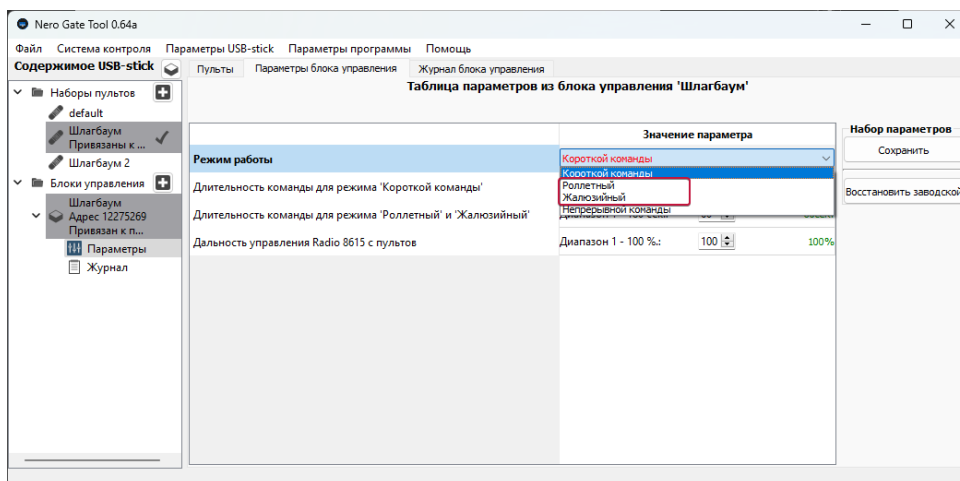 Nero Gate Tool 0.64a
Файл Система контроля Параметры USB-stick Параметры программы Помощь
Содержимое USB-stick
Пульты Параметры блока управления Журнал блока управления
Наборы пультов
default
Шлагбаум
Привязаны к ...
Шлагбаум 2
Блоки управления
Шлагбаум
Адрес 12275269
Привязан к п...
Параметры
Журнал
Таблица параметров из блока управления 'Шлагбаум'
Значение параметра
Режим работы
Короткой команды
Короткой команды
Роллетный
Жалюзийный
Непрерывной команды
Длительность команды для режима 'Короткой команды'
Длительность команды для режима 'Роллетный' и 'Жалюзийный'
Дальность управления Radio 8615 с пультов
Диапазон 1 - 100 %.: 100 100%
Набор параметров
Сохранить
Восстановить заводской